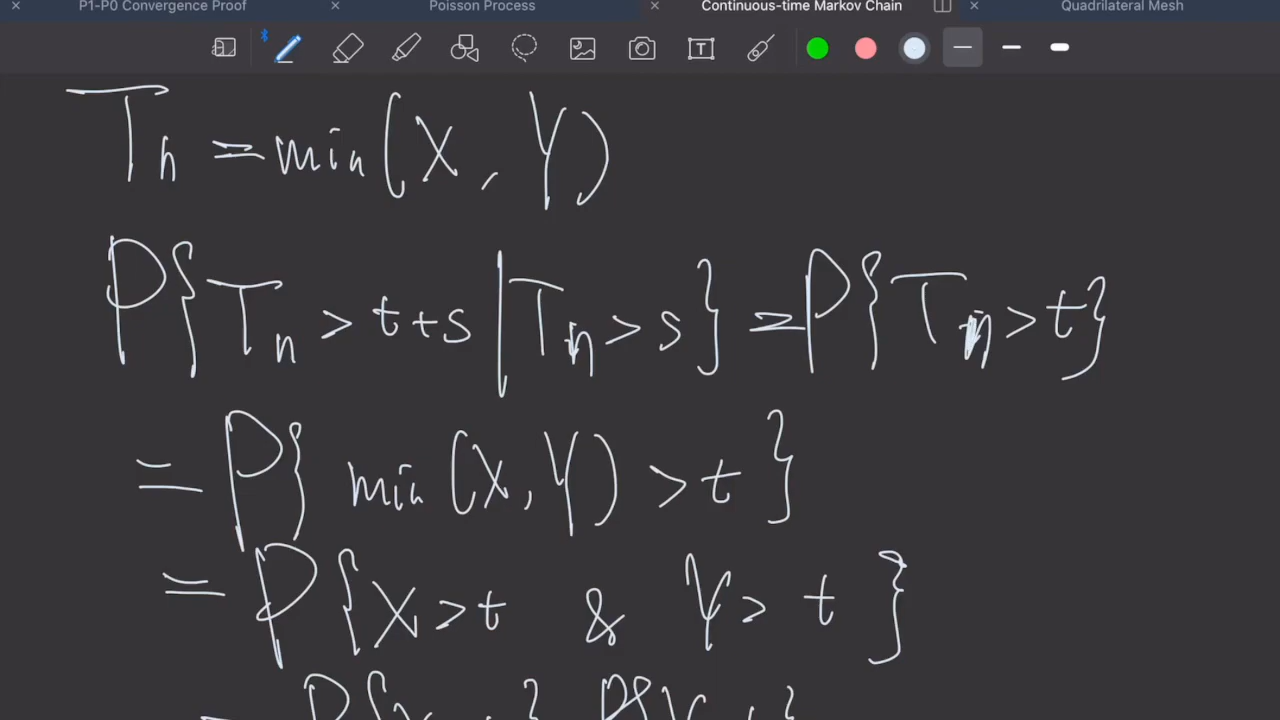 P1-P0 Convergence Proof Poisson Process Continuous-time Markov Chain Quadrilateral Mesh
T
Tn = min(X, Y)
P{Tn > t+s | Tn > s} = P{Tn > t}
= P{ min(X, Y) > t }
= P{X > t & Y > t }